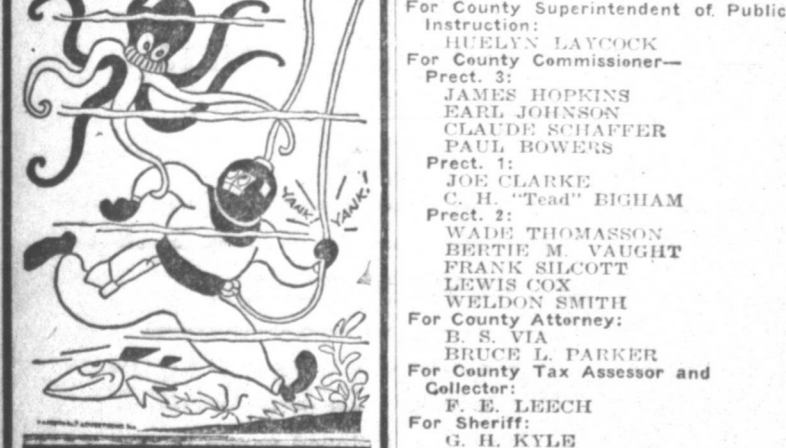 YANK!
YANK!
For County Superintendent of Public
Instruction:
HUELYN LAYCOCK
For County Commissioner—
Prect. 3:
JAMES HOPKINS
EARL JOHNSON
CLAUDE SCHAFFER
PAUL BOWERS
Prect. 1:
JOE CLARKE
C. H. "Tead" BIGHAM
Prect. 2:
WADE THOMASSON
BERTIE M. VAUGHT
FRANK SILCOTT
LEWIS COX
WELDON SMITH
For County Attorney:
B. S. VIA
BRUCE L. PARKER
For County Tax Assessor and
Collector:
F. E. LEECH
For Sheriff:
G. H. KYLE